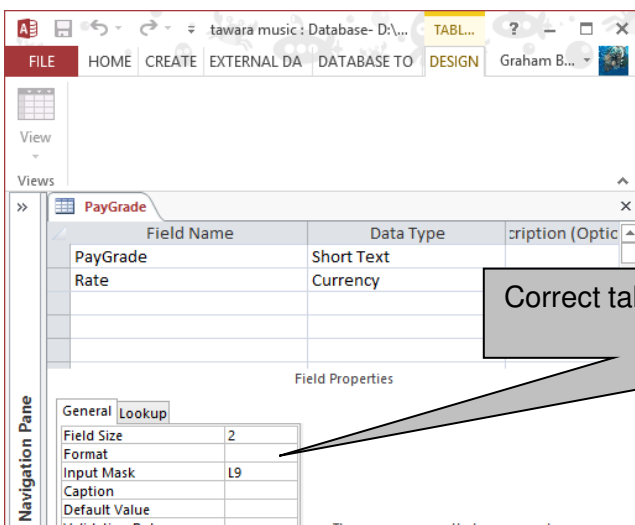 tawara music : Database- D:\... TABL... ?
FILE HOME CREATE EXTERNAL DA DATABASE TO DESIGN Graham B...
View
Views
» PayGrade
Field Name Data Type cription (Optic
PayGrade Short Text
Rate Currency
Correct ta
Field Properties
Navigation Pane
General Lookup
Field Size 2
Format
Input Mask L9
Caption
Default Value